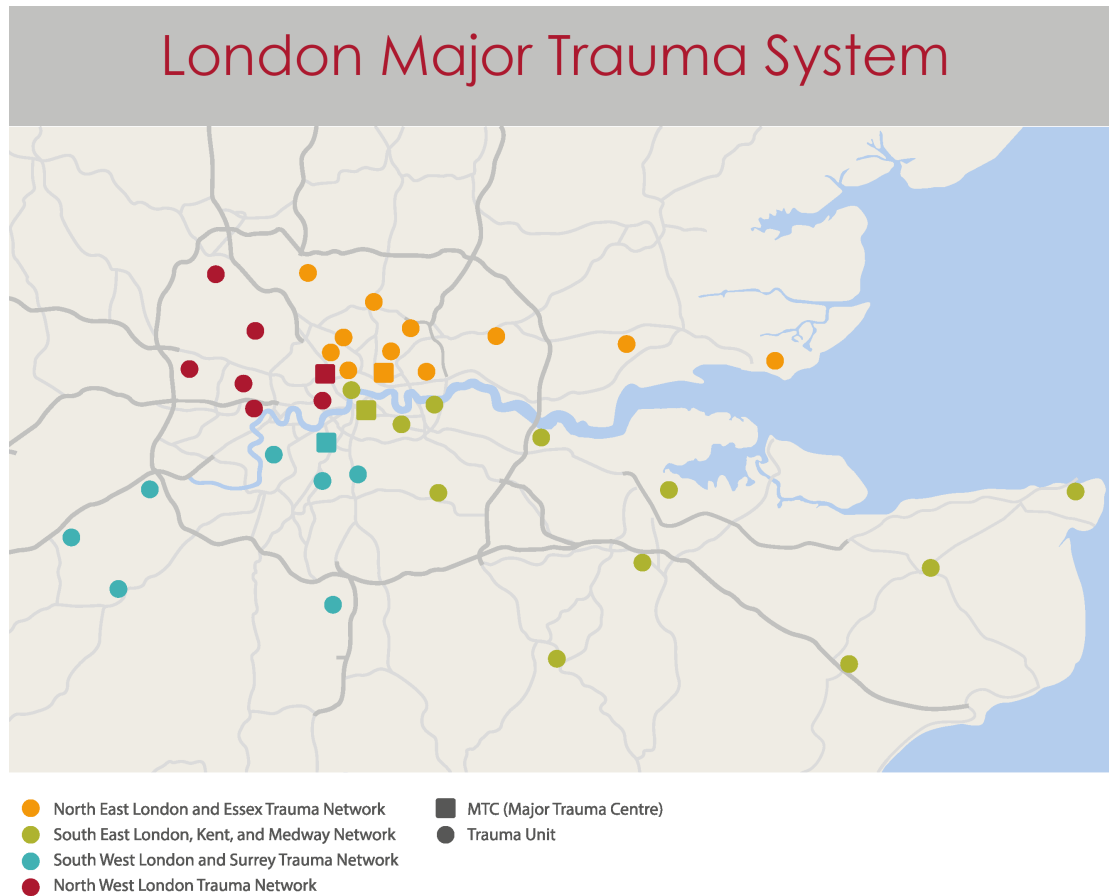 London Major Trauma System
North East London and Essex Trauma Network
South East London, Kent, and Medway Network
South West London and Surrey Trauma Network
North West London Trauma Network
MTC (Major Trauma Centre)
Trauma Unit